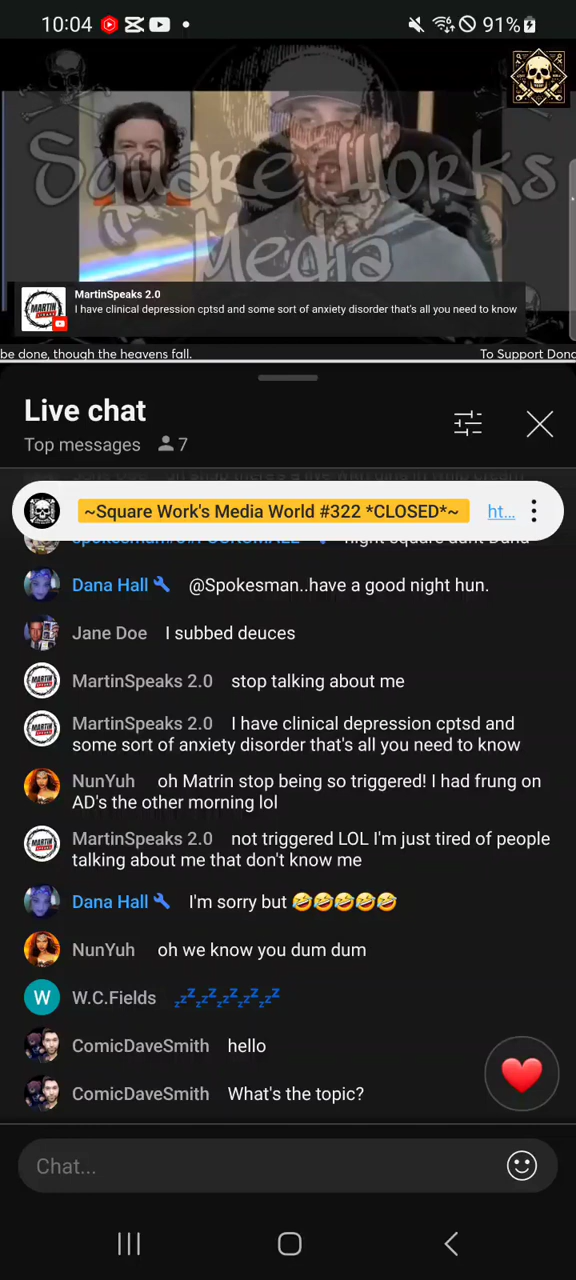 10:04
91%
Square Works
Media
MARTIN
MartinSpeaks 2.0
I have clinical depression cptsd and some sort of anxiety disorder that's all you need to know
be done, though the heavens fall.
To Support Dona
Live chat
Top messages
7
~Square Work's Media World #322 *CLOSED*~ ht...
Dana Hall @Spokesman..have a good night hun.
Jane Doe I subbed deuces
MartinSpeaks 2.0 stop talking about me
MartinSpeaks 2.0 I have clinical depression cptsd and
some sort of anxiety disorder that's all you need to know
NunYuh oh Matrin stop being so triggered! I had frung on
AD's the other morning lol
MartinSpeaks 2.0 not triggered LOL I'm just tired of people
talking about me that don't know me
Dana Hall I'm sorry but 🤣🤣🤣🤣🤣
NunYuh oh we know you dum dum
W
W.C.Fields 💤💤💤💤💤
ComicDaveSmith hello
ComicDaveSmith What's the topic?
Chat...